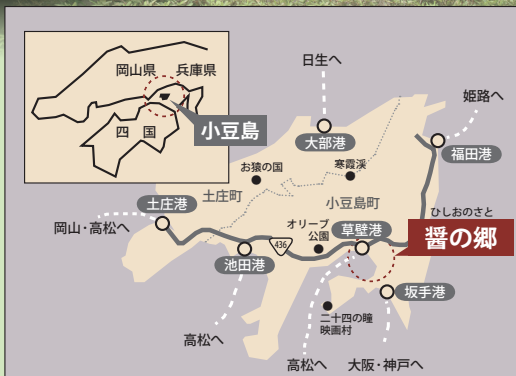 岡山県
兵庫県
四 国
小豆島
日生へ
姫路へ
大部港
福田港
お猿の国
寒霞渓
土庄町
小豆島町
土庄港
岡山・高松へ
オリーブ
公園
草壁港
ひしおのさと
醤の郷
池田港
436
坂手港
二十四の瞳
映画村
高松へ
高松へ
大阪・神戸へ